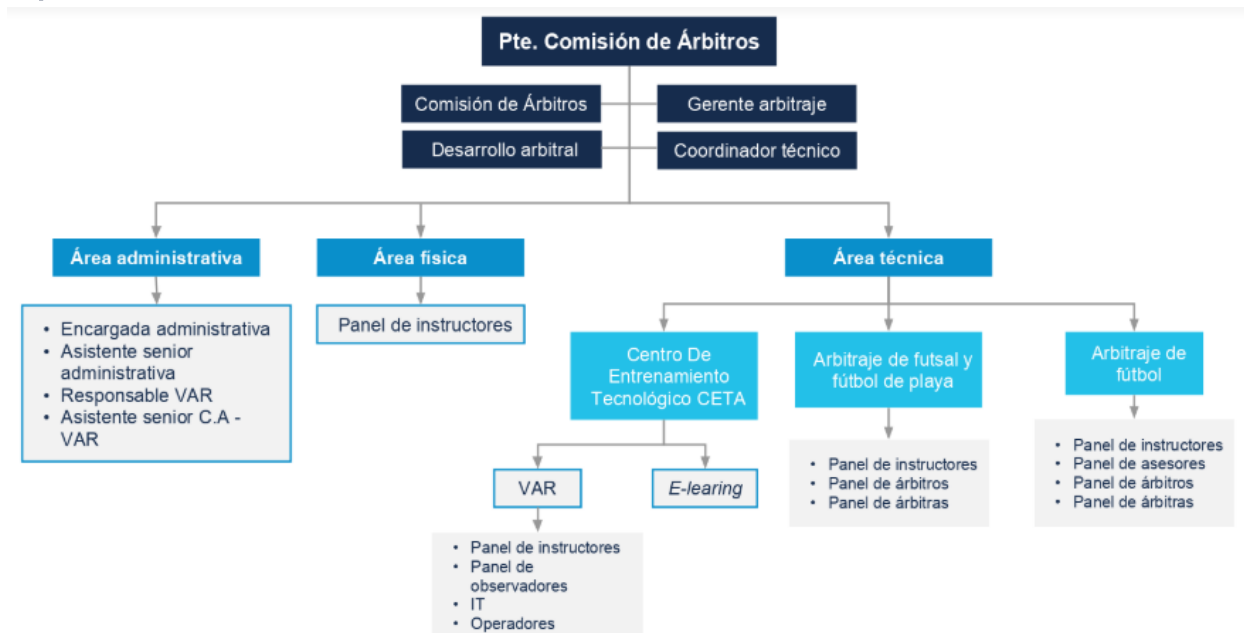 Pte. Comisión de Árbitros
Comisión de Árbitros
Gerente arbitraje
Desarrollo arbitral
Coordinador técnico
Área administrativa
Área física
Área técnica
• Encargada administrativa
• Asistente senior
administrativa
• Responsable VAR
• Asistente senior C.A -
VAR
Panel de instructores
Centro De
Entrenamiento
Tecnológico CETA
Arbitraje de futsal y
fútbol de playa
Arbitraje de
fútbol
VAR
E-learing
• Panel de instructores
• Panel de
observadores
• IT
• Operadores
• Panel de instructores
• Panel de árbitros
• Panel de árbitras
• Panel de instructores
• Panel de asesores
• Panel de árbitros
• Panel de árbitras